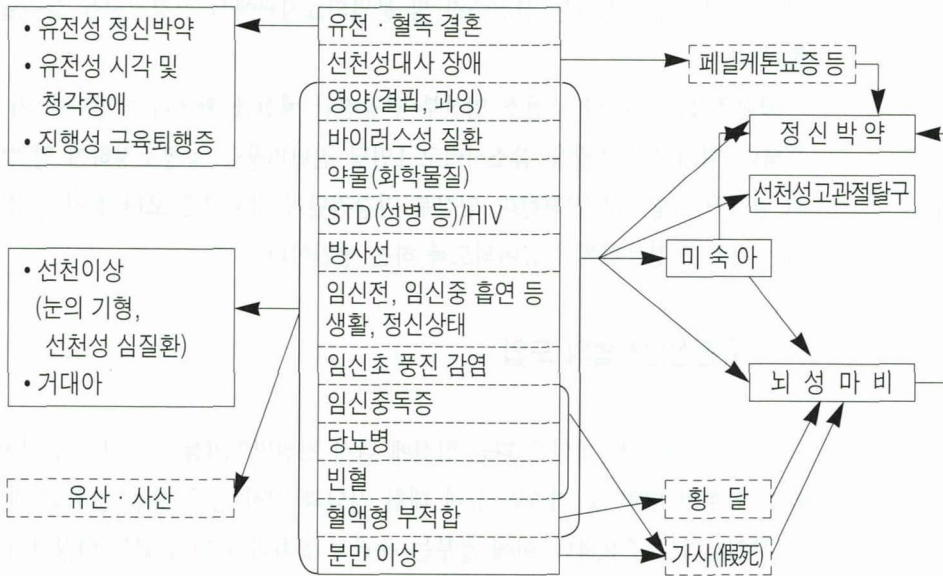 • 유전성 정신박약
• 유전성 시각 및
청각장애
• 진행성 근육퇴행증
• 선천이상
(눈의 기형,
선천성 심질환)
• 거대아
유산 · 사산
유전 · 혈족 결혼
선천성대사 장애
영양(결핍, 과잉)
바이러스성 질환
약물(화학물질)
STD(성병 등)/HIV
방사선
임신전, 임신중 흡연 등
생활, 정신상태
임신초 풍진 감염
임신중독증
당뇨병
빈혈
혈액형 부적합
분만 이상
페닐케톤뇨증 등
정신박약
선천성고관절탈구
미숙아
뇌성마비
황달
가사(假死)